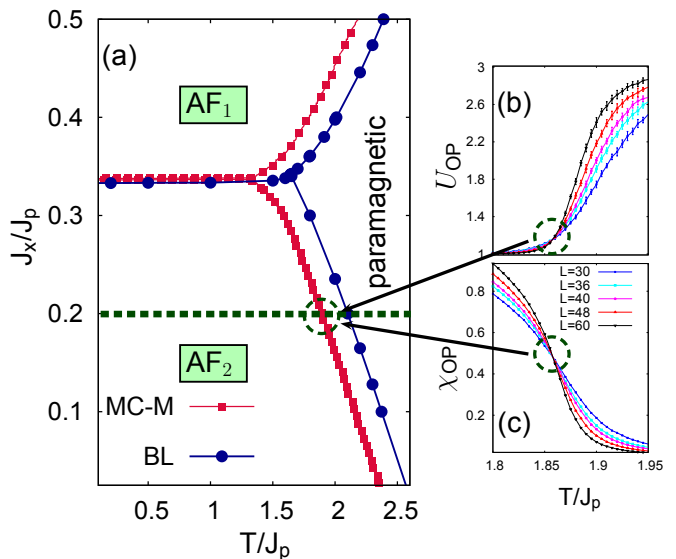 (a)
AF₁
AF₂
paramagnetic
MC-M
BL
Jₓ/Jₚ
0.5
0.4
0.3
0.2
0.1
0.5
1
1.5
2
2.5
T/Jₚ
(b)
U_OP
3
2.6
2.2
1.8
1.4
1
(c)
χ_OP
0.8
0.6
0.4
0.2
L=30
L=36
L=40
L=48
L=60
1.8
1.85
1.9
1.95
T/Jₚ